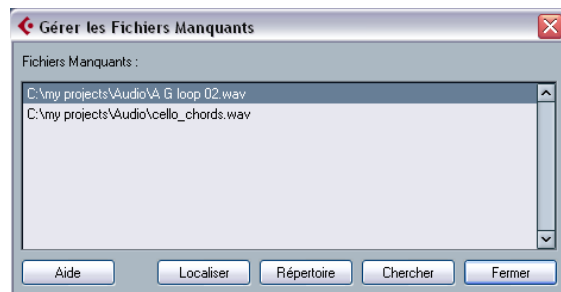 Gérer les Fichiers Manquants
Fichiers Manquants :
C:\my projects\Audio\A G loop 02.wav
C:\my projects\Audio\cello_chords.wav
Aide Localiser Répertoire Chercher Fermer